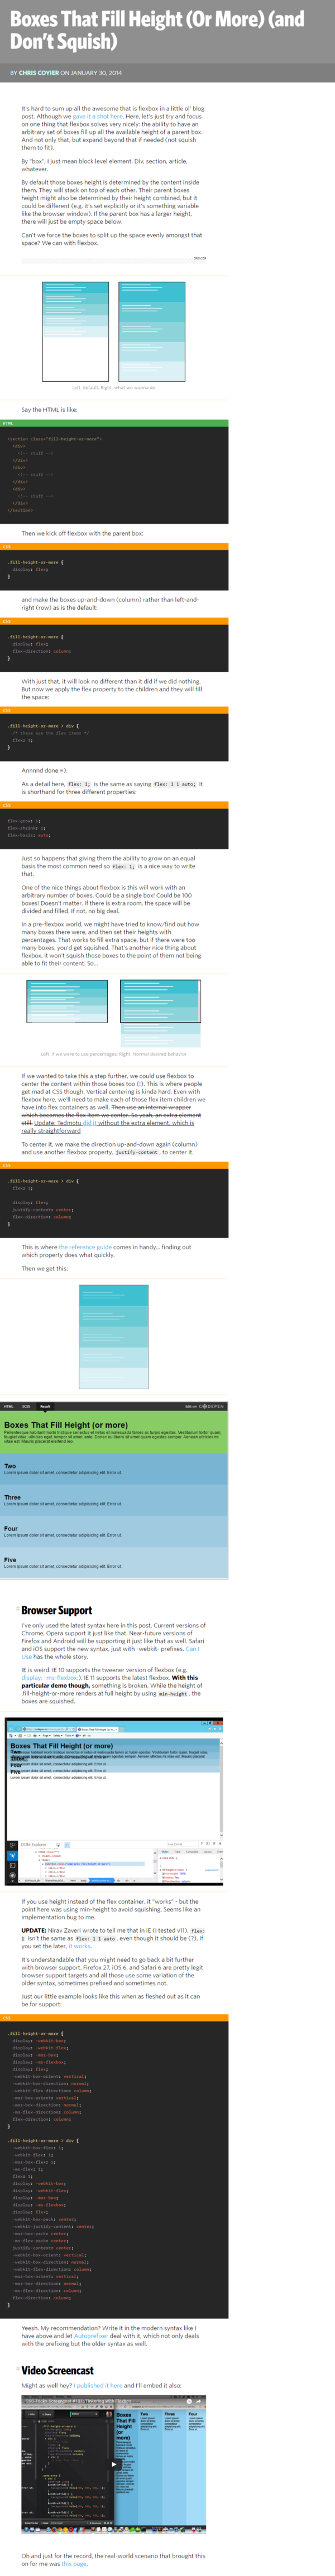 Boxes That Fill Height (Or More) (and
Don't Squish)
BY CHRIS COYIER ON JANUARY 30, 2014
It's hard to sum up all the awesome that is flexbox in a little ol' blog
post. Although we gave it a shot here. Here, let's just try and focus
on one thing that flexbox solves very nicely: the ability to have an
arbitrary set of boxes fill up all the available height of a parent box.
And not only that, but expand beyond that if needed (not squish
them to fit).
By "box", I just mean block level element. Div, section, article,
whatever.
By default those boxes height is determined by the content inside
them. They will stack on top of each other. Their parent boxes
height might also be determined by their height combined, but it
could be different (e.g. it's set explicitly or it's something variable
like the browser window). If the parent box has a larger height,
there will just be empty space below.
Can't we force the boxes to split up the space evenly amongst that
space? We can with flexbox.
Left: default. Right: what we wanna do.
Say the HTML is like:
HTML
<section class="fill-height-or-more">
<div>
<!-- stuff -->
</div>
<div>
<!-- stuff -->
</div>
<div>
<!-- stuff -->
</div>
</section>
Then we kick off flexbox with the parent box:
CSS
.fill-height-or-more {
display: flex;
}
and make the boxes up-and-down (column) rather than left-and-
right (row) as is the default:
CSS
.fill-height-or-more {
display: flex;
flex-direction: column;
}
With just that, it will look no different than it did if we did nothing.
But now we apply the flex property to the children and they will fill
the space:
CSS
.fill-height-or-more > div {
/* these are the flex items */
flex: 1;
}
Annnnd done =).
As a detail here, flex: 1; is the same as saying flex: 1 1 auto; It
is shorthand for three different properties:
CSS
flex-grow: 1;
flex-shrink: 1;
flex-basis: auto;
Just so happens that giving them the ability to grow on an equal
basis the most common need so flex: 1; is a nice way to write
that.
One of the nice things about flexbox is this will work with an
arbitrary number of boxes. Could be a single box! Could be 100
boxes! Doesn't matter. If there is extra room, the space will be
divided and filled. If not, no big deal.
In a pre-flexbox world, we might have tried to know/find out how
many boxes there were, and then set their heights with
percentages. That works to fill extra space, but if there were too
many boxes, you'd get squishing. That's another nice thing about
flexbox, it won't squish those boxes to the point of them not being
able to fit their content. So...
Left: if we were to use percentages. Right: Normal desired behavior
If we wanted to take this a step further, we could use flexbox to
center the content within those boxes too (!). This is where people
get mad at CSS though. Vertical centering is kinda hard. Even with
flexbox here, we'll need to make each of those flex item children we
have into flex containers as well. Then use an internal wrapper
which becomes the flex item we center. So yeah, an extra element
still. Update: Tedmotu did it without the extra element, which is
really straightforward
To center it, we make the direction up-and-down again (column)
and use another flexbox property, justify-content, to center it.
CSS
.fill-height-or-more > div {
flex: 1;
display: flex;
justify-content: center;
flex-direction: column;
}
This is where the reference guide comes in handy... finding out
which property does what quickly.
Then we get this:
HTML SCSS Result
Edit on CODEPEN
Boxes That Fill Height (or more)
Two
Lorem ipsum dolor sit amet, consectetur adipisicing elit. Error ut.
Three
Lorem ipsum dolor sit amet, consectetur adipisicing elit. Error ut.
Four
Lorem ipsum dolor sit amet, consectetur adipisicing elit. Error ut.
Five
Lorem ipsum dolor sit amet, consectetur adipisicing elit. Error ut.
# Browser Support
I've only used the latest syntax here in this post. Current versions of
Chrome, Opera support it just like that. Near-future versions of
Firefox and Android will be supporting it just like that as well. Safari
and iOS support the new syntax, just with -webkit- prefixes. Can I
Use has the whole story.
IE is weird. IE 10 supports the tweener version of flexbox (e.g.
display: -ms-flexbox;). IE 11 supports the latest flexbox. With this
particular demo though, something is broken. While the height of
.fill-height-or-more renders at full height by using min-height, the
boxes are squished.
Boxes That Fill Height (or more)
DOM Explorer
If you use height instead of the flex container, it "works" - but the
point here was using min-height to avoid squishing. Seems like an
implementation bug to me.
UPDATE: Nirav Zaveri wrote to tell me that in IE (I tested v11), flex:
1 isn't the same as flex: 1 1 auto, even though it should be (?). If
you set the later, it works.
It's understandable that you might need to go back a bit further
with browser support. Firefox 27, iOS 6, and Safari 6 are pretty legit
browser support targets and all those use some variation of the
older syntax, sometimes prefixed and sometimes not.
Just our little example looks like this when as fleshed out as it can
be for support:
CSS
.fill-height-or-more {
display: -webkit-box;
display: -webkit-flex;
display: -moz-box;
display: -ms-flexbox;
display: flex;
-webkit-box-orient: vertical;
-webkit-box-direction: normal;
-webkit-flex-direction: column;
-moz-box-orient: vertical;
-moz-box-direction: normal;
-ms-flex-direction: column;
flex-direction: column;
}
.fill-height-or-more > div {
-webkit-box-flex: 1;
-webkit-flex: 1;
-moz-box-flex: 1;
-ms-flex: 1;
flex: 1;
display: -webkit-box;
display: -webkit-flex;
display: -moz-box;
display: -ms-flexbox;
display: flex;
-webkit-box-pack: center;
-webkit-justify-content: center;
-moz-box-pack: center;
-ms-flex-pack: center;
justify-content: center;
-webkit-box-orient: vertical;
-webkit-box-direction: normal;
-webkit-flex-direction: column;
-moz-box-orient: vertical;
-moz-box-direction: normal;
-ms-flex-direction: column;
flex-direction: column;
}
Yeesh. My recommendation? Write it in the modern syntax like I
have above and let Autoprefixer deal with it, which not only deals
with the prefixing but the older syntax as well.
# Video Screencast
Might as well hey? I published it here and I'll embed it also:
Oh and just for the record, the real-world scenario that brought this
on for me was this page.